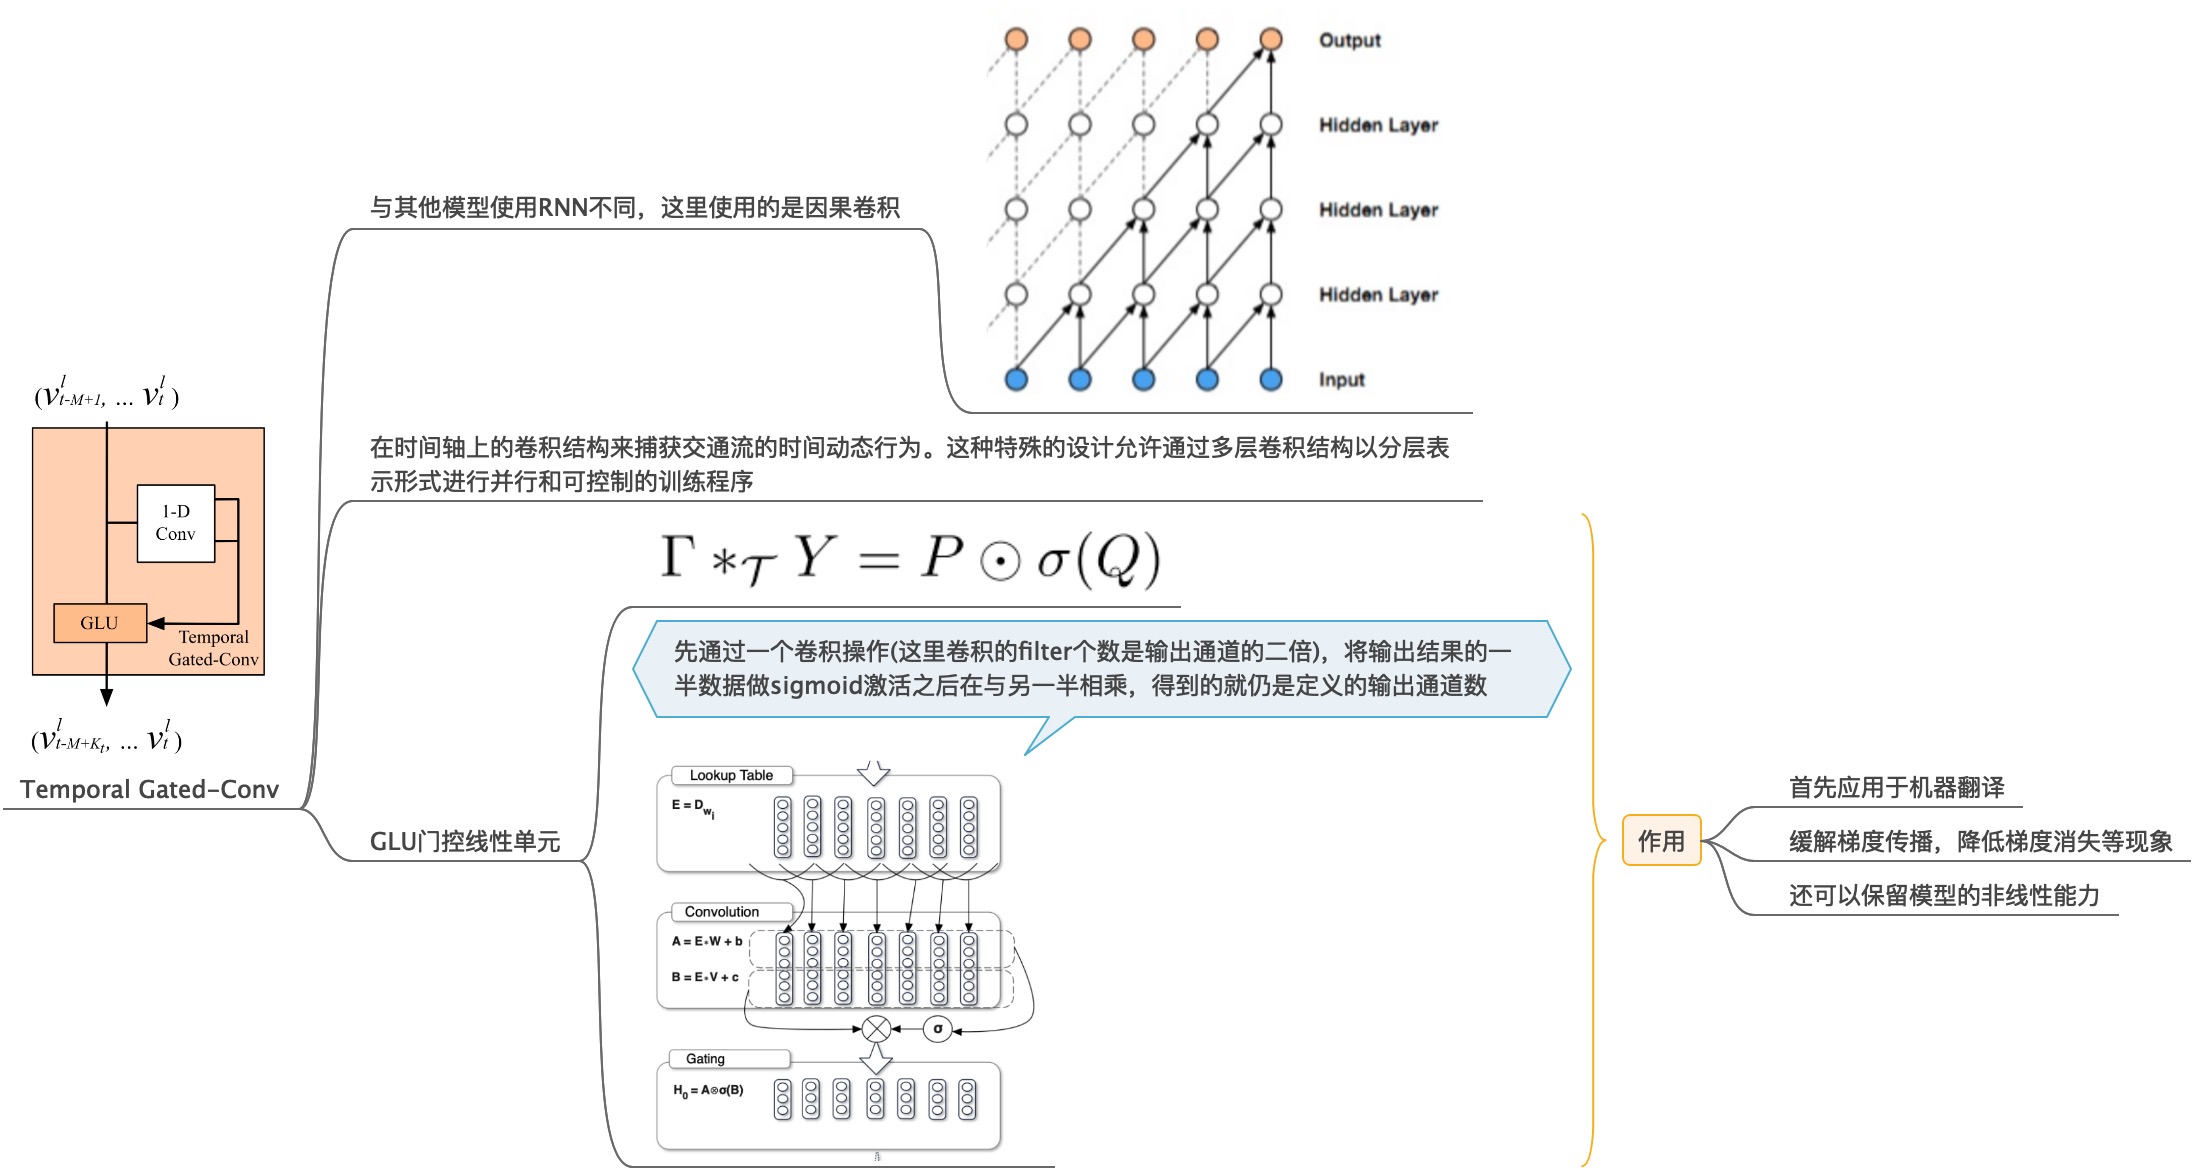 Output
Hidden Layer
Hidden Layer
Hidden Layer
Input
与其他模型使用RNN不同，这里使用的是因果卷积
在时间轴上的卷积结构来捕获交通流的时间动态行为。这种特殊的设计允许通过多层卷积结构以分层表
示形式进行并行和可控制的训练程序
(v^l_{t-M+1}, ... v^l_t)
1-D
Conv
GLU
Temporal
Gated-Conv
(v^l_{t-M+K_t}, ... v^l_t)
Temporal Gated-Conv
GLU门控线性单元
Γ *_𝒯 Y = P ⊙ σ(Q)
先通过一个卷积操作(这里卷积的filter个数是输出通道的二倍)，将输出结果的一
半数据做sigmoid激活之后在与另一半相乘，得到的就仍是定义的输出通道数
Lookup Table
E = D_{w_i}
Convolution
A = E*W + b
B = E*V + c
σ
Gating
H_0 = A⊗σ(B)
作用
首先应用于机器翻译
缓解梯度传播，降低梯度消失等现象
还可以保留模型的非线性能力